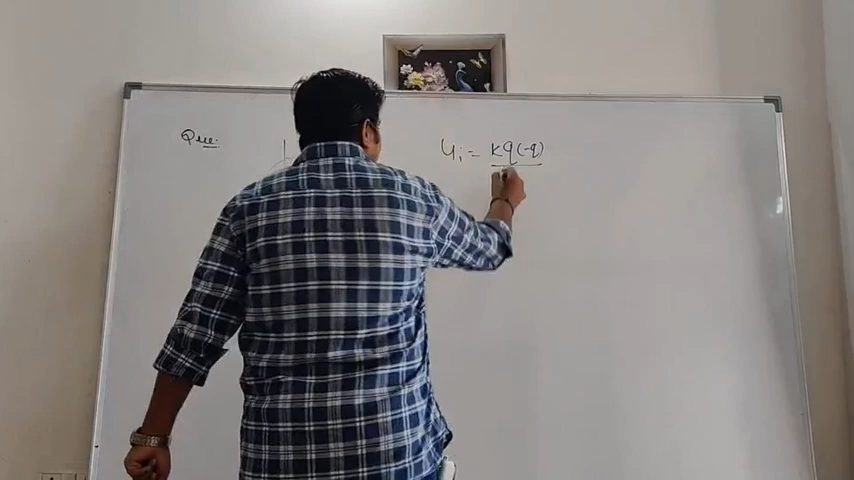 Que:
Ui = kq(-q)